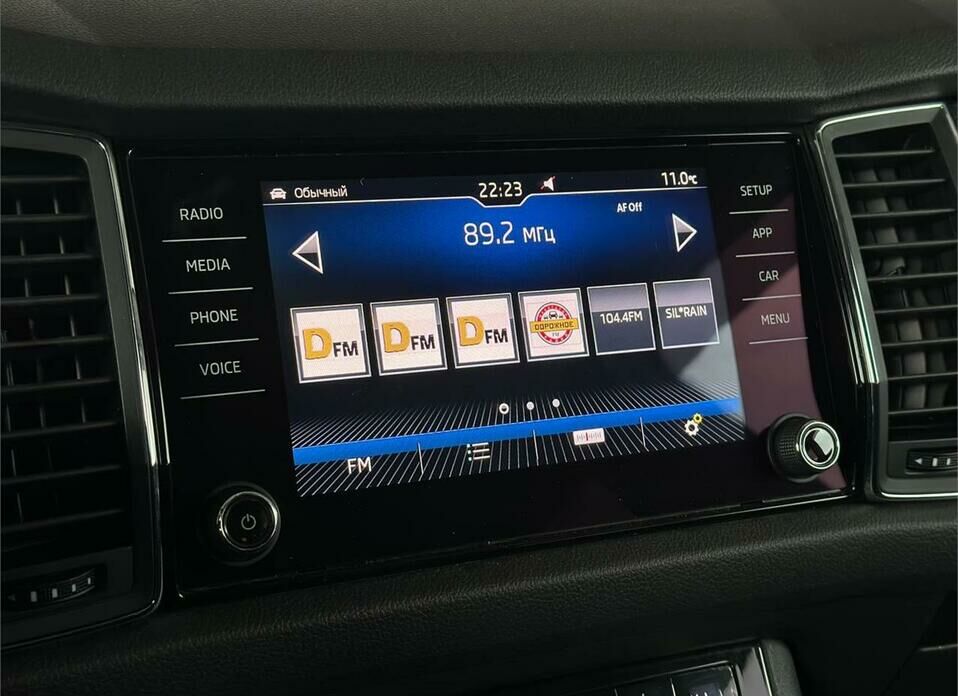 RADIO
MEDIA
PHONE
VOICE
Обычный
22:23
11.0°C
AF Off
89.2 МГц
DFM
DFM
DFM
ДОРОЖНОЕ
FM
104.4FM
SIL*RAIN
FM
SETUP
APP
CAR
MENU